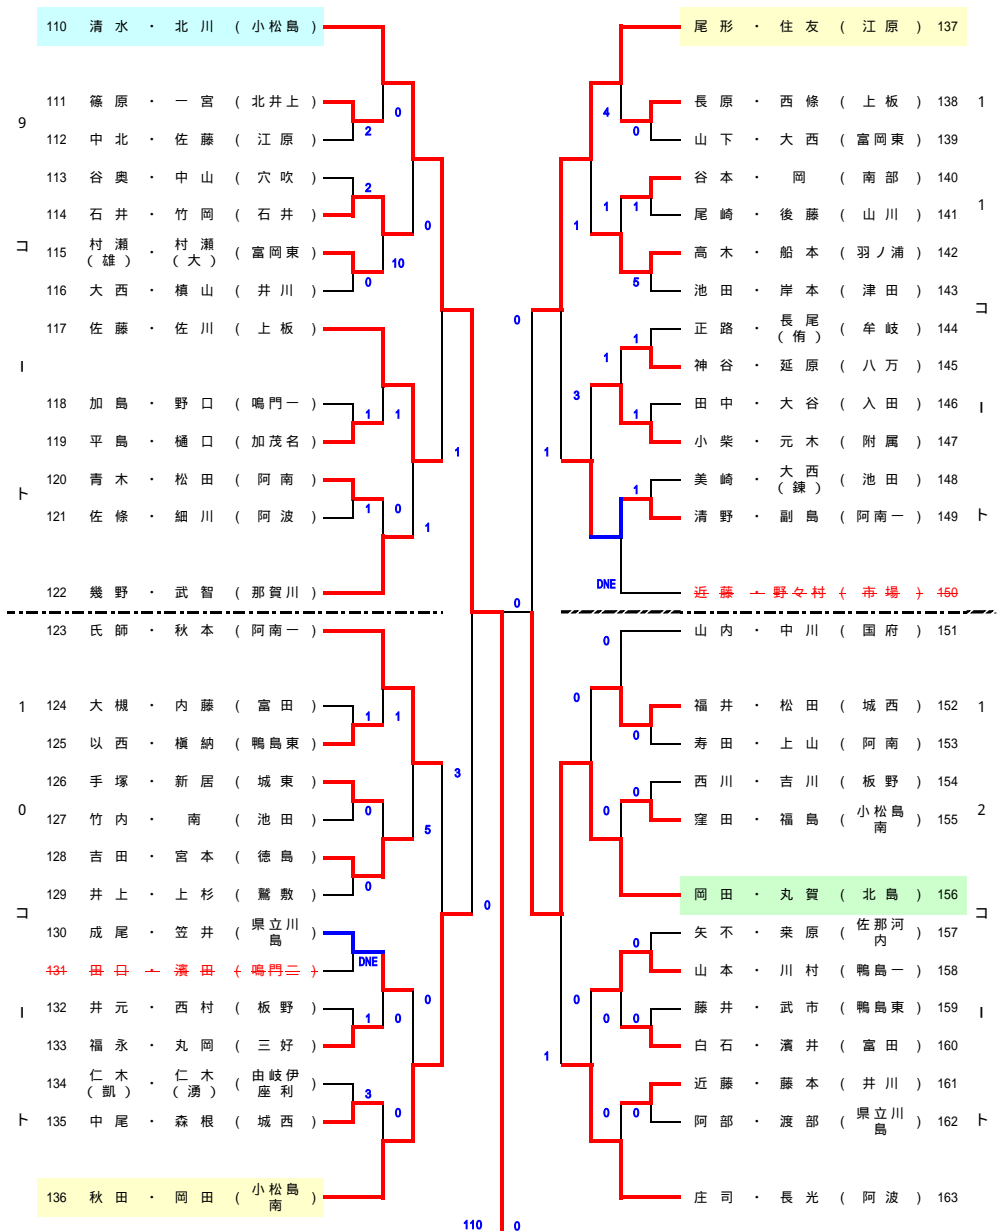 110 清水・北川 (小松島)
111 篠原・一宮 (北井上)
112 中北・佐藤 (江原)
113 谷奥・中山 (穴吹)
114 石井・竹岡 (石井)
115 村瀬(雄)・村瀬(大) (富岡東)
116 大西・槙山 (井川)
117 佐藤・佐川 (上板)
118 加島・野口 (鳴門一)
119 平島・樋口 (加茂名)
120 青木・松田 (阿南)
121 佐條・細川 (阿波)
122 幾野・武智 (那賀川)
9コート
0
2
2
0
10
0
1
1
1
0
1
1
123 氏師・秋本 (阿南一)
124 大槻・内藤 (富田)
125 以西・槇納 (鴨島東)
126 手塚・新居 (城東)
127 竹内・南 (池田)
128 吉田・宮本 (徳島)
129 井上・上杉 (鷲敷)
130 成尾・笠井 (県立川島)
131 田口・濱田 (鳴門二)
132 井元・西村 (板野)
133 福永・丸岡 (三好)
134 仁木(凱)・仁木(湧) (由岐伊座利)
135 中尾・森根 (城西)
136 秋田・岡田 (小松島南)
10コート
1
1
3
0
5
0
0
DNE
0
1
0
3
0
110
0
尾形・住友 (江原) 137
長原・西條 (上板) 138
山下・大西 (富岡東) 139
谷本・岡 (南部) 140
尾崎・後藤 (山川) 141
高木・船本 (羽ノ浦) 142
池田・岸本 (津田) 143
正路・長尾(侑) (牟岐) 144
神谷・延原 (八万) 145
田中・大谷 (入田) 146
小柴・元木 (附属) 147
美崎・大西(錬) (池田) 148
清野・副島 (阿南一) 149
近藤・野々村 (市場) 150
11コート
4
0
1
1
1
5
0
1
1
3
1
1
1
DNE
0
山内・中川 (国府) 151
福井・松田 (城西) 152
寿田・上山 (阿南) 153
西川・吉川 (板野) 154
窪田・福島 (小松島南) 155
岡田・丸賀 (北島) 156
矢不・来原 (佐那河内) 157
山本・川村 (鴨島一) 158
藤井・武市 (鴨島東) 159
白石・濱井 (富田) 160
近藤・藤本 (井川) 161
阿部・渡部 (県立川島) 162
庄司・長光 (阿波) 163
12コート
0
0
0
0
0
0
0
0
0
1
0
0